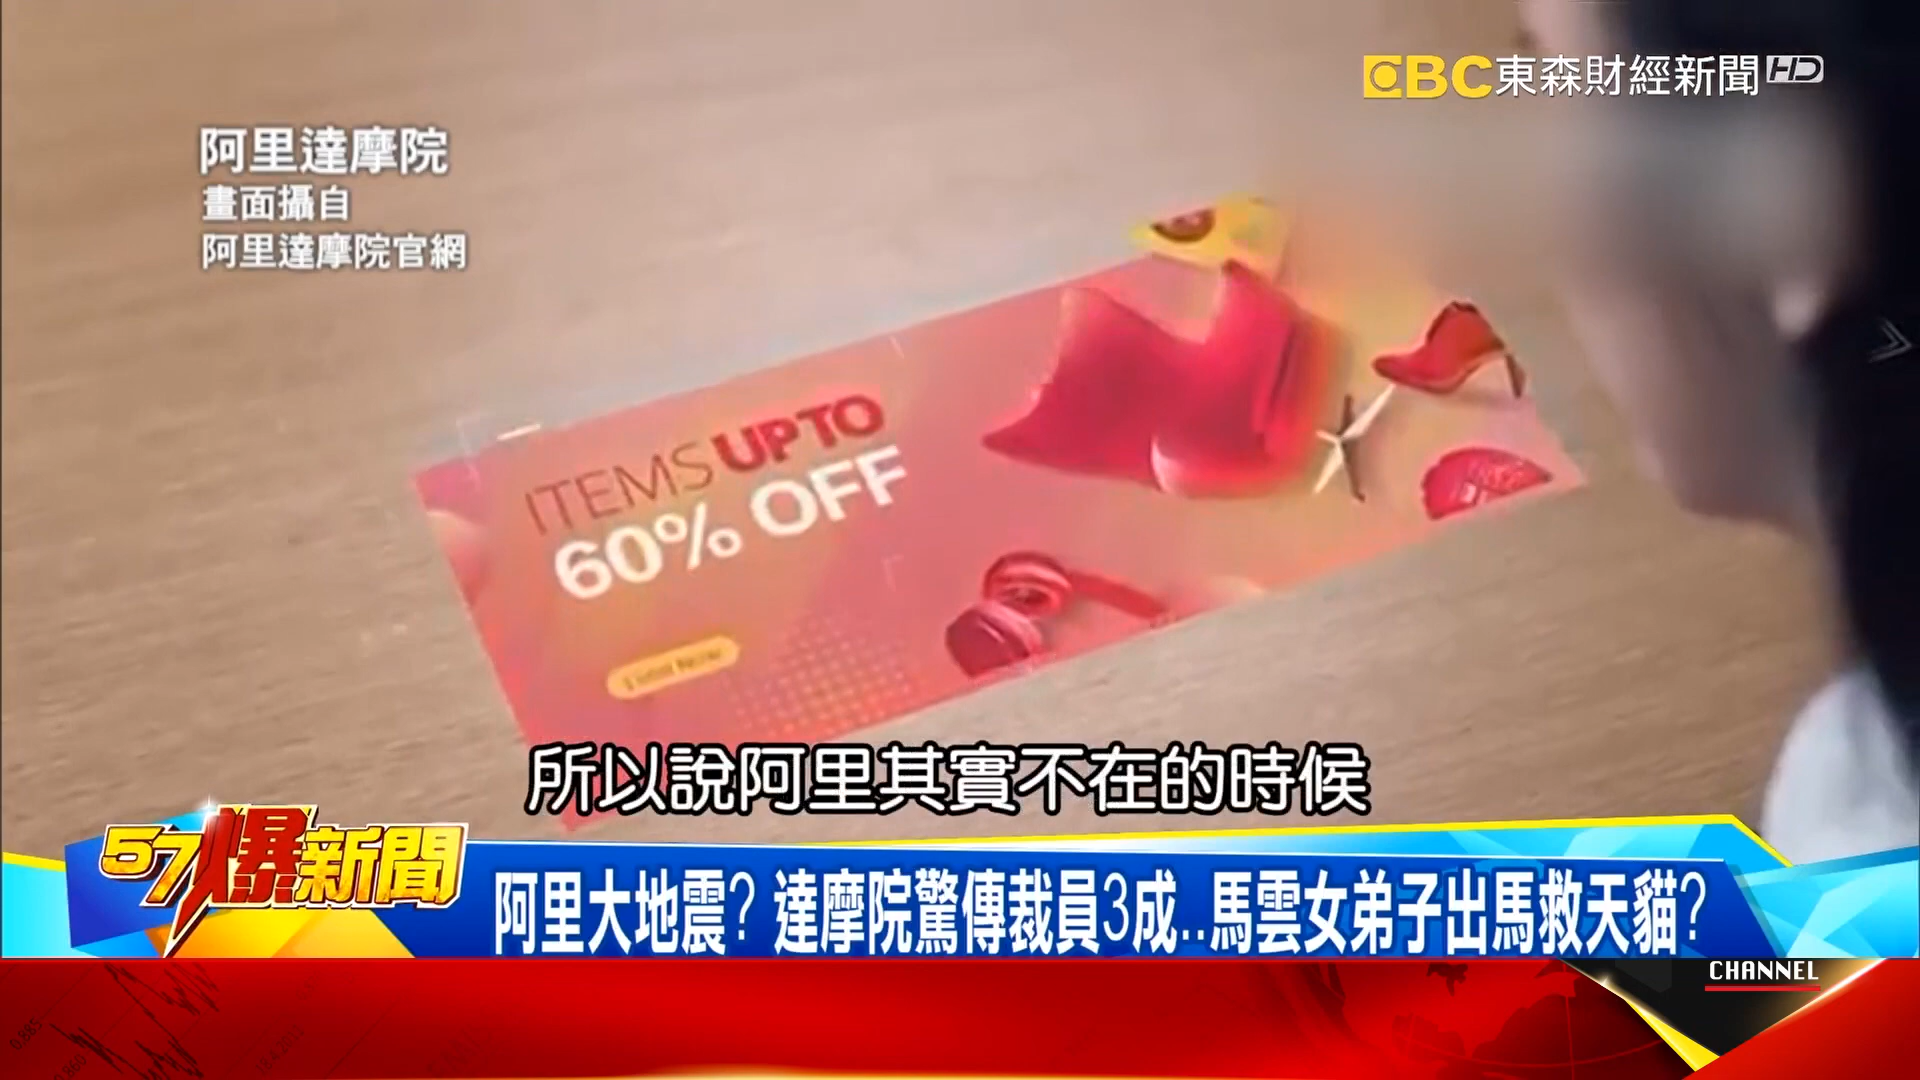 EBC東森財經新聞HD
阿里達摩院
畫面攝自
阿里達摩院官網
ITEMS UP TO
60% OFF
所以說阿里其實不在的時候
57爆新聞
阿里大地震? 達摩院驚傳裁員3成..馬雲女弟子出馬救天貓?
CHANNEL